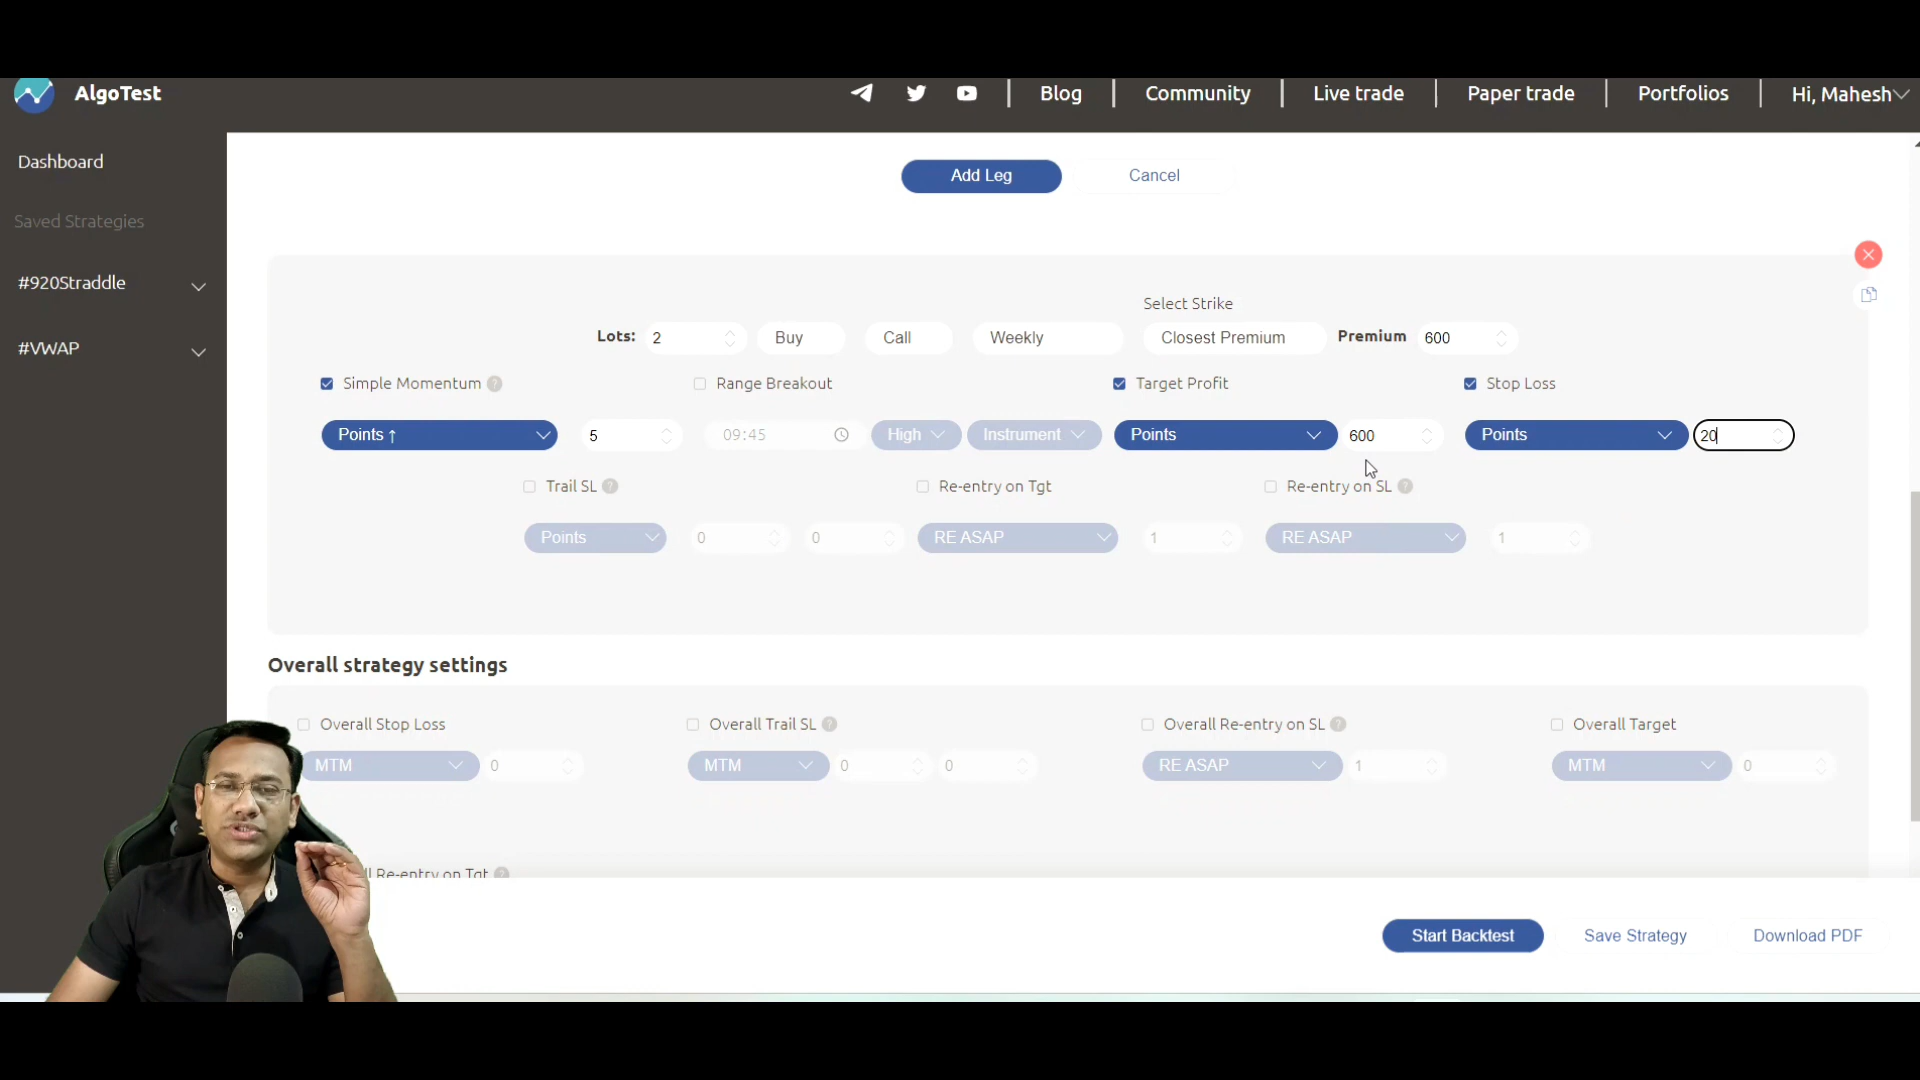 AlgoTest
Blog
Community
Live trade
Paper trade
Portfolios
Hi, Mahesh
Dashboard
Saved Strategies
#920Straddle
#VWAP
Add Leg
Cancel
Select Strike
Lots: 2 Buy Call Weekly Closest Premium Premium 600
Simple Momentum ? Range Breakout Target Profit Stop Loss
Points ↑ 5 09:45 High Instrument Points 600 Points 20
Trail SL ? Re-entry on Tgt Re-entry on SL ?
Points 0 0 RE ASAP 1 RE ASAP 1
Overall strategy settings
Overall Stop Loss Overall Trail SL ? Overall Re-entry on SL ? Overall Target
MTM 0 MTM 0 0 RE ASAP 1 MTM 0
Re-entry on Tgt ?
Start Backtest
Save Strategy
Download PDF